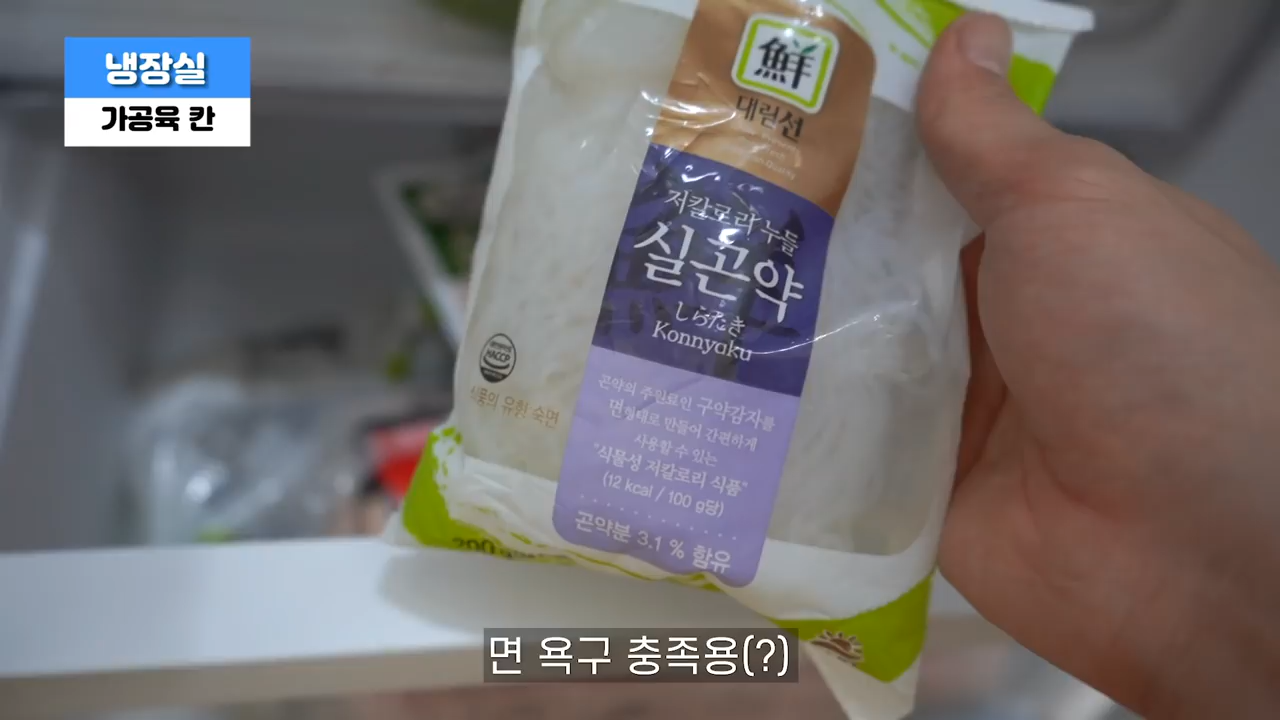 냉장실
가공육 칸
鮮
대림선
저칼로리 누들
실곤약
しらたき
Konnyaku
HACCP
식품의 유형 숙면
곤약의 주원료인 구약감자를
면형태로 만들어 간편하게
사용할 수 있는
"식물성 저칼로리 식품"
(12 kcal / 100 g당)
곤약분 3.1 % 함유
면 욕구 충족용(?)